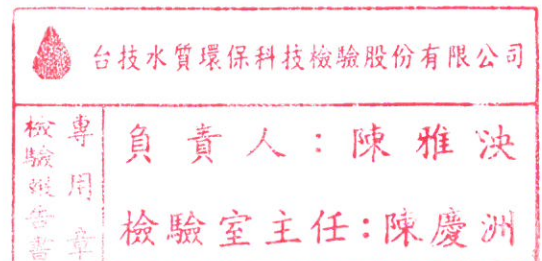 台技水質環保科技檢驗股份有限公司
檢驗報告書
專用章
負責人：陳雅泱
檢驗室主任：陳慶洲